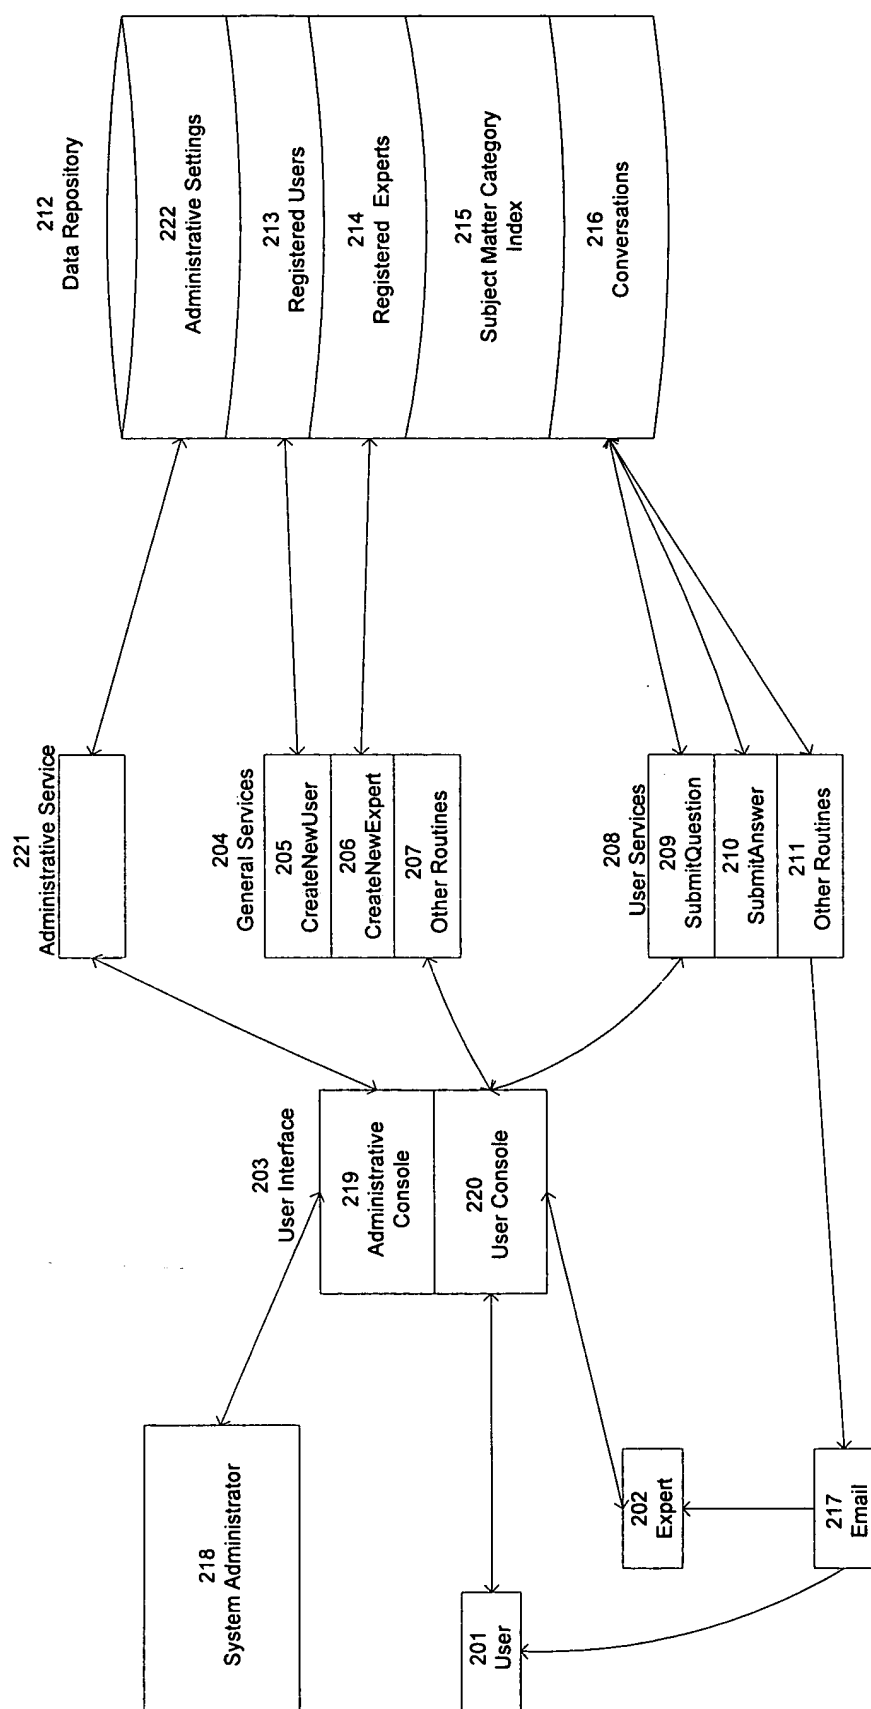 218
System Administrator
201
User
202
Expert
217
Email
203
User Interface
219
Administrative
Console
220
User Console
221
Administrative Service
204
General Services
205
CreateNewUser
206
CreateNewExpert
207
Other Routines
208
User Services
209
SubmitQuestion
210
SubmitAnswer
211
Other Routines
212
Data Repository
222
Administrative Settings
213
Registered Users
214
Registered Experts
215
Subject Matter Category
Index
216
Conversations